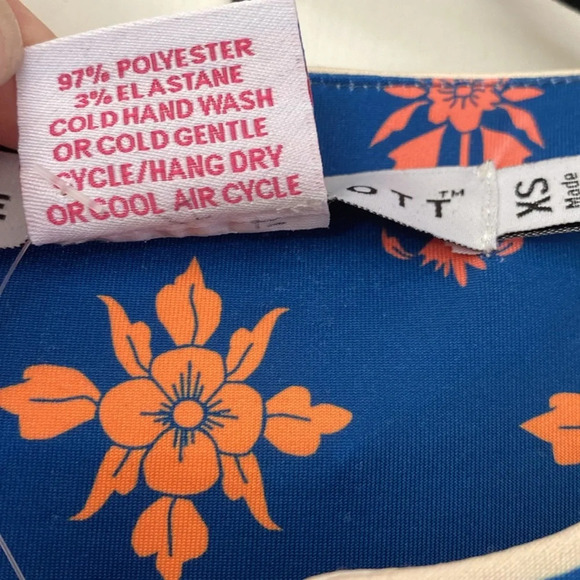 97% POLYESTER
3% ELASTANE
COLD HAND WASH
OR COLD GENTLE
CYCLE/HANG DRY
OR COOL AIR CYCLE
OTT™
XS
Made